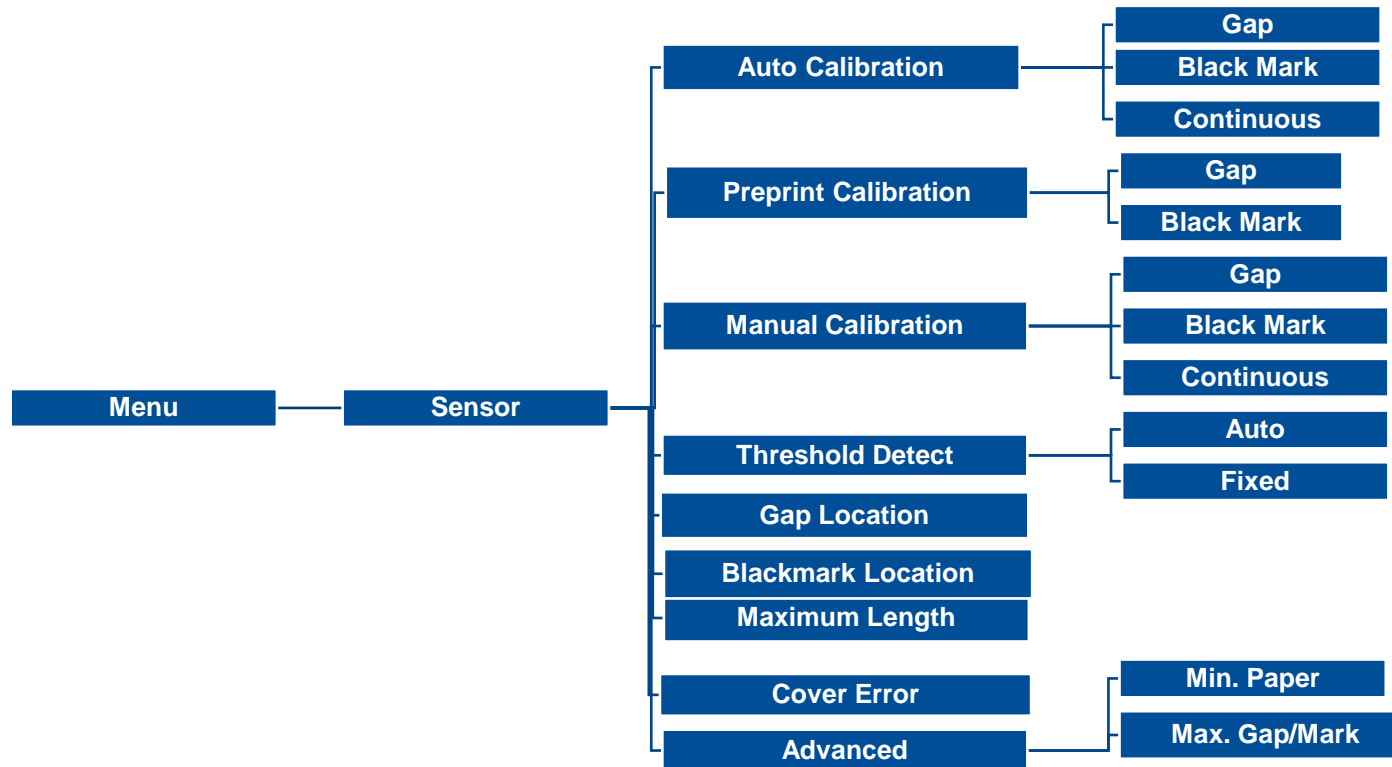 Menu
Sensor
Auto Calibration
Gap
Black Mark
Continuous
Preprint Calibration
Gap
Black Mark
Manual Calibration
Gap
Black Mark
Continuous
Threshold Detect
Auto
Fixed
Gap Location
Blackmark Location
Maximum Length
Cover Error
Advanced
Min. Paper
Max. Gap/Mark